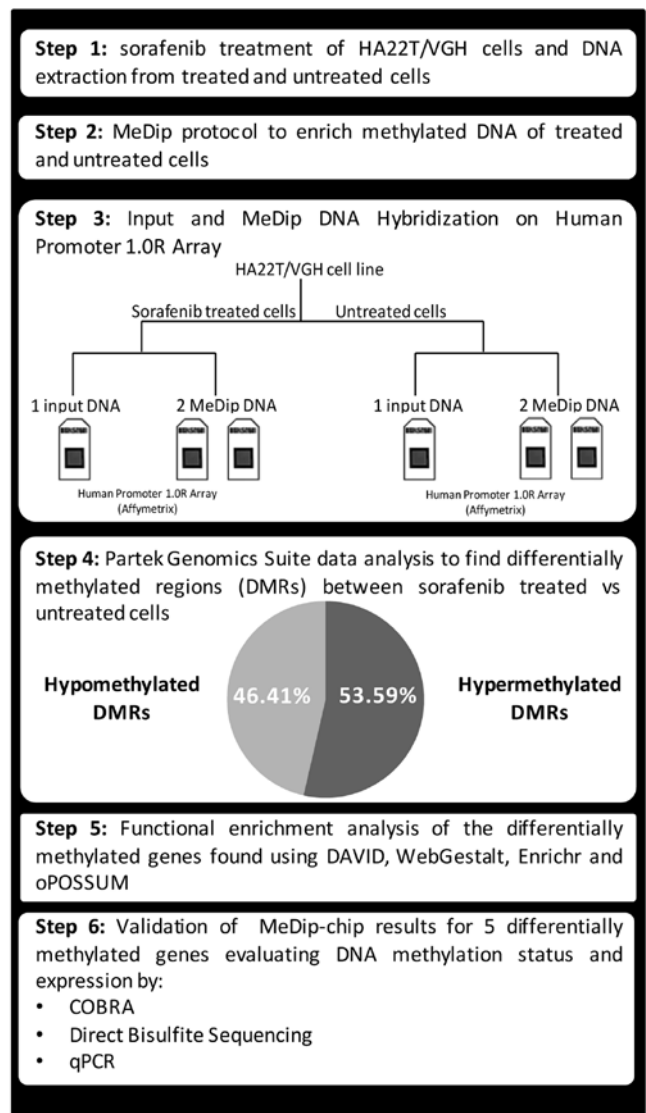 Step 1: sorafenib treatment of HA22T/VGH cells and DNA
extraction from treated and untreated cells
Step 2: MeDip protocol to enrich methylated DNA of treated
and untreated cells
Step 3: Input and MeDip DNA Hybridization on Human
Promoter 1.0R Array
HA22T/VGH cell line
Sorafenib treated cells
Untreated cells
1 input DNA
2 MeDip DNA
1 input DNA
2 MeDip DNA
Human Promoter 1.0R Array
(Affymetrix)
Human Promoter 1.0R Array
(Affymetrix)
Step 4: Partek Genomics Suite data analysis to find differentially
methylated regions (DMRs) between sorafenib treated vs
untreated cells
Hypomethylated
DMRs
46.41%
53.59%
Hypermethylated
DMRs
Step 5: Functional enrichment analysis of the differentially
methylated genes found using DAVID, WebGestalt, Enrichr and
oPOSSUM
Step 6: Validation of MeDip-chip results for 5 differentially
methylated genes evaluating DNA methylation status and
expression by:
• COBRA
• Direct Bisulfite Sequencing
• qPCR